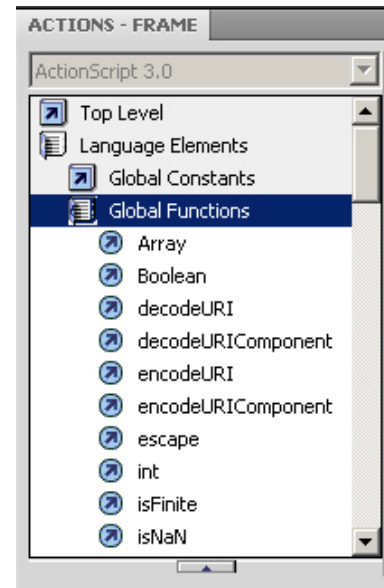 ACTIONS - FRAME
ActionScript 3.0
Top Level
Language Elements
Global Constants
Global Functions
Array
Boolean
decodeURI
decodeURIComponent
encodeURI
encodeURIComponent
escape
int
isFinite
isNaN